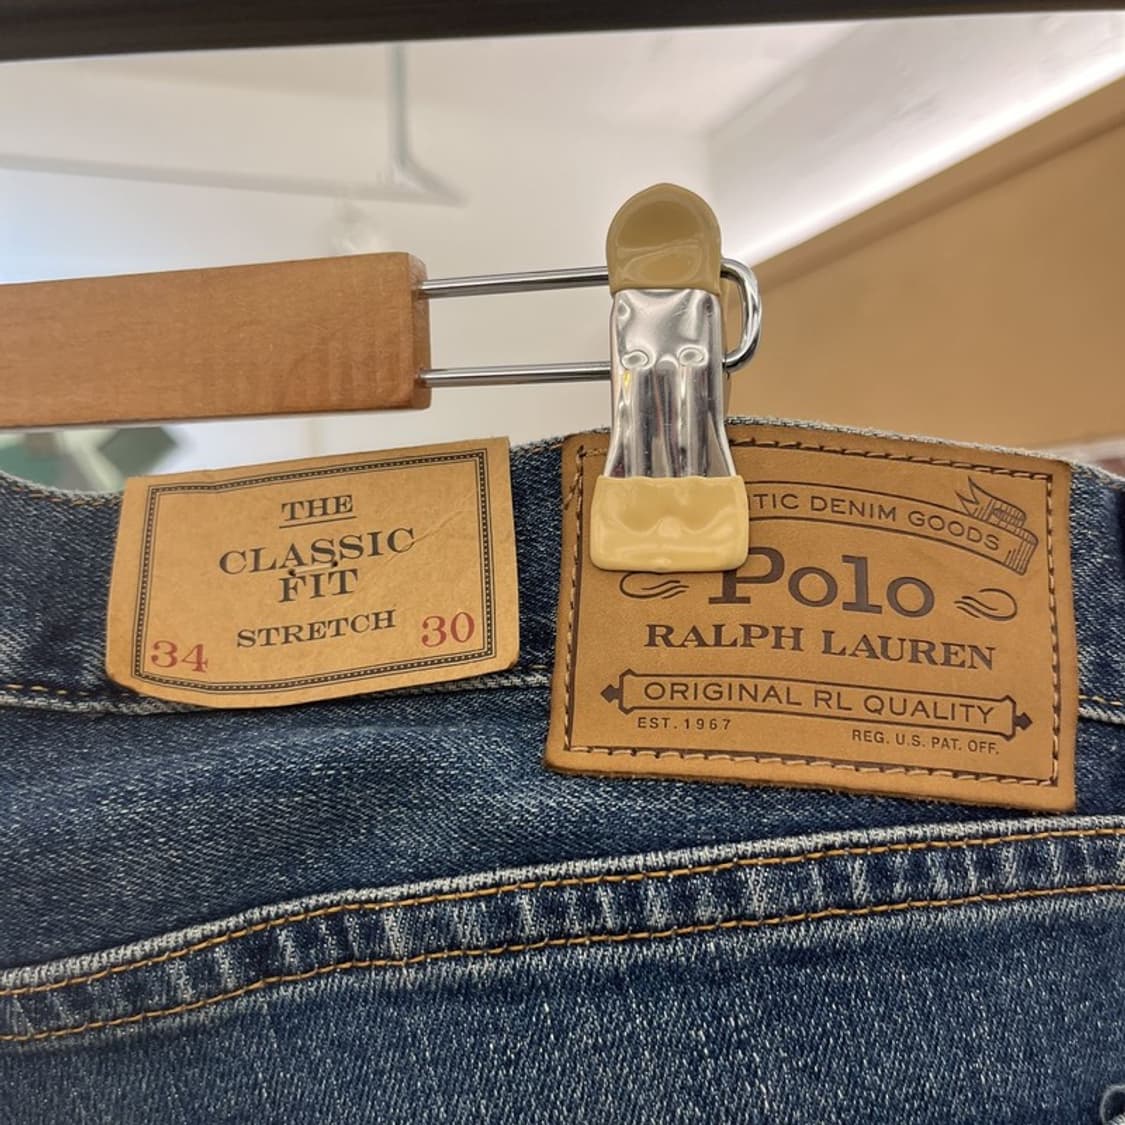 THE
CLASSIC
FIT
STRETCH
34 30
TIC DENIM GOODS
Polo
RALPH LAUREN
ORIGINAL RL QUALITY
EST. 1967
REG. U.S. PAT. OFF.